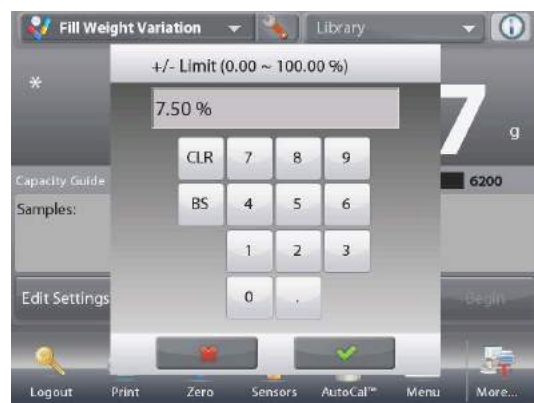 Fill Weight Variation
Library
+/- Limit (0.00 ~ 100.00 %)
*
7.50 %
7
g
CLR 7 8 9
Capacity Guide
6200
Samples:
BS 4 5 6
1 2 3
Edit Settings
0 .
Begin
Logout Print Zero Sensors AutoCal™ Menu More...